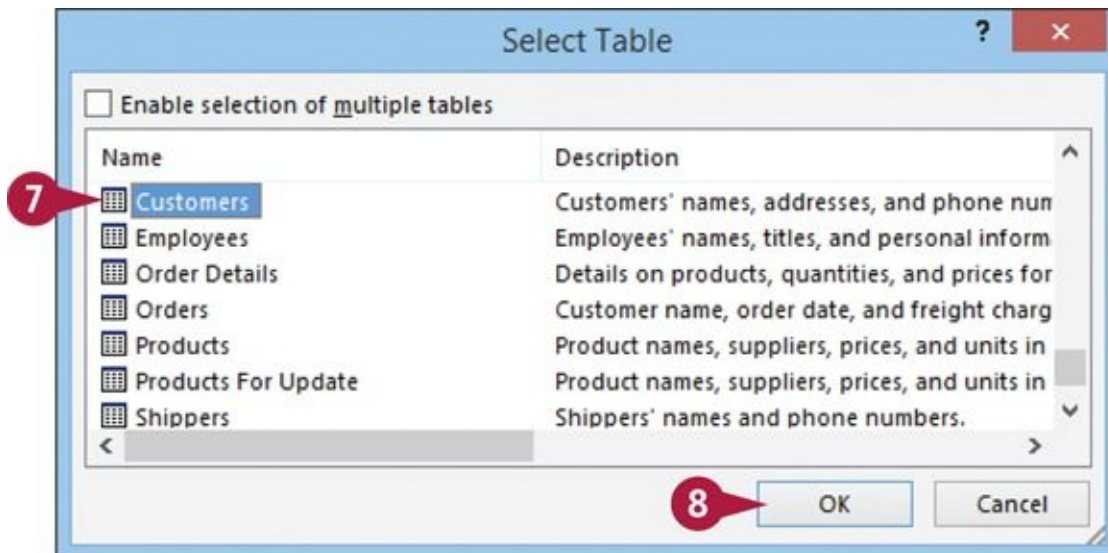 Select Table
?
Enable selection of multiple tables
Name Description
7 Customers Customers' names, addresses, and phone num
Employees Employees' names, titles, and personal inform
Order Details Details on products, quantities, and prices for
Orders Customer name, order date, and freight charg
Products Product names, suppliers, prices, and units in
Products For Update Product names, suppliers, prices, and units in
Shippers Shippers' names and phone numbers.
8 OK Cancel